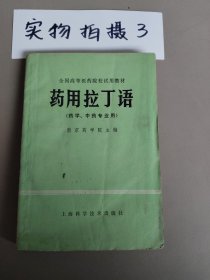 实物拍摄3
全国高等医药院校试用教材
药用拉丁语
(药学、中药专业用)
南京药学院主编
上海科学技术出版社